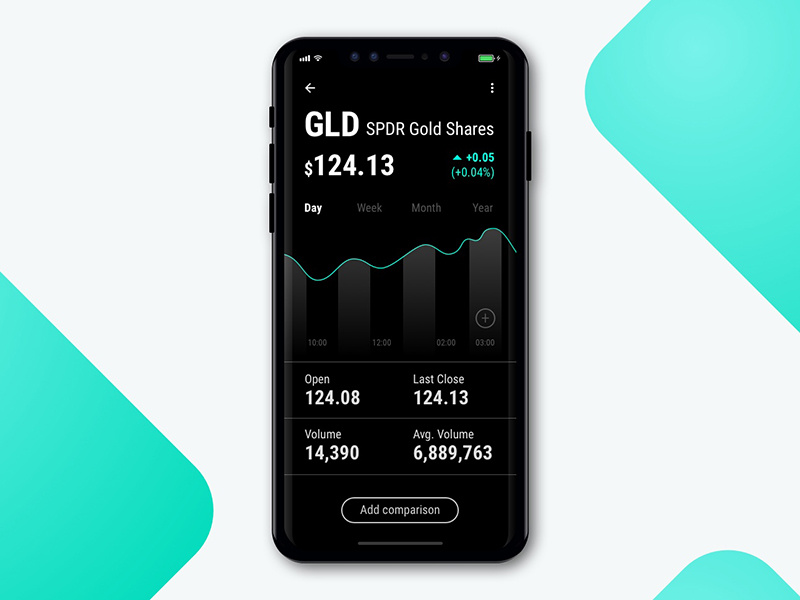 GLD SPDR Gold Shares
$124.13
+0.05
(+0.04%)
Day Week Month Year
10:00 12:00 02:00 03:00
Open Last Close
124.08 124.13
Volume Avg. Volume
14,390 6,889,763
Add comparison